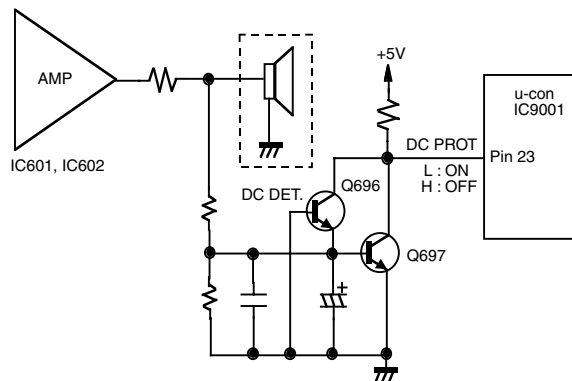 AMP
IC601, IC602
+5V
u-con
IC9001
DC PROT
Pin 23
L : ON
H : OFF
DC DET.
Q696
Q697
+